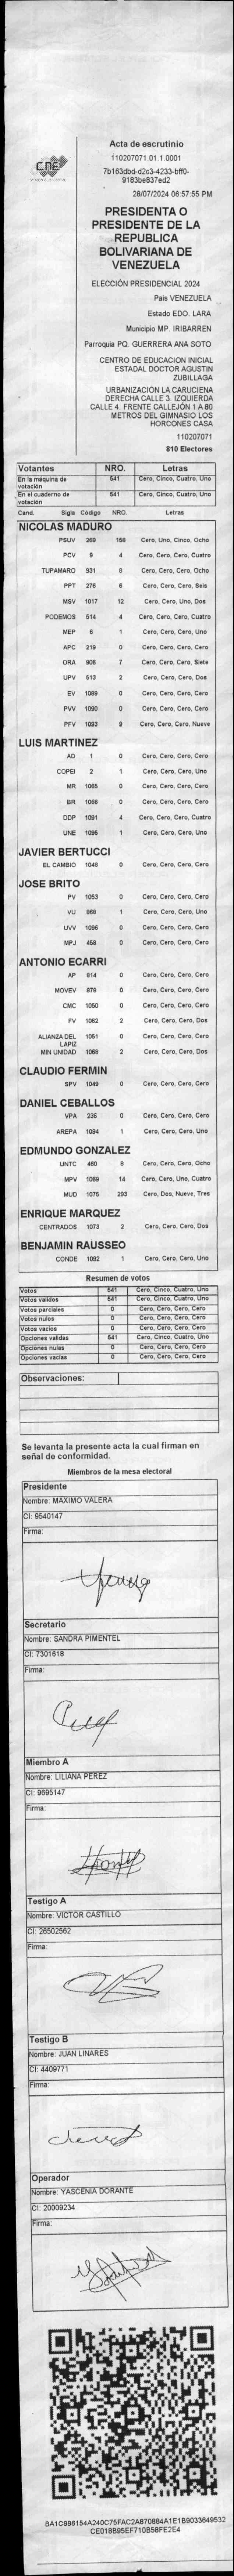 CNE
Acta de escrutinio
110207071.01.1.0001
7b163dbd-d2c3-4233-bff0-
9183be837ed2
28/07/2024 06:57:55 PM
PRESIDENTA O
PRESIDENTE DE LA
REPUBLICA
BOLIVARIANA DE
VENEZUELA
ELECCIÓN PRESIDENCIAL 2024
País VENEZUELA
Estado EDO. LARA
Municipio MP. IRIBARREN
Parroquia PQ. GUERRERA ANA SOTO
CENTRO DE EDUCACION INICIAL
ESTADAL DOCTOR AGUSTIN
ZUBILLAGA
URBANIZACIÓN LA CARUCIENA
DERECHA CALLE 3. IZQUIERDA
CALLE 4. FRENTE CALLEJÓN 1 A 80
METROS DEL GIMNASIO LOS
HORCONES CASA
110207071
810 Electores
Votantes NRO. Letras
En la máquina de votación 541 Cero, Cinco, Cuatro, Uno
En el cuaderno de votación 541 Cero, Cinco, Cuatro, Uno
Cand. Sigla Código NRO. Letras
NICOLAS MADURO
PSUV 269 158 Cero, Uno, Cinco, Ocho
PCV 9 4 Cero, Cero, Cero, Cuatro
TUPAMARO 931 8 Cero, Cero, Cero, Ocho
PPT 276 6 Cero, Cero, Cero, Seis
MSV 1017 12 Cero, Cero, Uno, Dos
PODEMOS 514 4 Cero, Cero, Cero, Cuatro
MEP 6 1 Cero, Cero, Cero, Uno
APC 219 0 Cero, Cero, Cero, Cero
ORA 908 7 Cero, Cero, Cero, Siete
UPV 513 2 Cero, Cero, Cero, Dos
EV 1089 0 Cero, Cero, Cero, Cero
PVV 1090 0 Cero, Cero, Cero, Cero
PFV 1093 9 Cero, Cero, Cero, Nueve
LUIS MARTINEZ
AD 1 0 Cero, Cero, Cero, Cero
COPEI 2 1 Cero, Cero, Cero, Uno
MR 1065 0 Cero, Cero, Cero, Cero
BR 1066 0 Cero, Cero, Cero, Cero
DDP 1091 4 Cero, Cero, Cero, Cuatro
UNE 1095 1 Cero, Cero, Cero, Uno
JAVIER BERTUCCI
EL CAMBIO 1048 0 Cero, Cero, Cero, Cero
JOSE BRITO
PV 1053 0 Cero, Cero, Cero, Cero
VU 868 1 Cero, Cero, Cero, Uno
UVV 1096 0 Cero, Cero, Cero, Cero
MPJ 458 0 Cero, Cero, Cero, Cero
ANTONIO ECARRI
AP 814 0 Cero, Cero, Cero, Cero
MOVEV 879 0 Cero, Cero, Cero, Cero
CMC 1050 0 Cero, Cero, Cero, Cero
FV 1062 2 Cero, Cero, Cero, Dos
ALIANZA DEL LAPIZ 1051 0 Cero, Cero, Cero, Cero
MIN UNIDAD 1068 2 Cero, Cero, Cero, Dos
CLAUDIO FERMIN
SPV 1049 0 Cero, Cero, Cero, Cero
DANIEL CEBALLOS
VPA 236 0 Cero, Cero, Cero, Cero
AREPA 1094 1 Cero, Cero, Cero, Uno
EDMUNDO GONZALEZ
UNTC 460 8 Cero, Cero, Cero, Ocho
MPV 1069 14 Cero, Cero, Uno, Cuatro
MUD 1075 293 Cero, Dos, Nueve, Tres
ENRIQUE MARQUEZ
CENTRADOS 1073 2 Cero, Cero, Cero, Dos
BENJAMIN RAUSSEO
CONDE 1092 1 Cero, Cero, Cero, Uno
Resumen de votos
Votos 541 Cero, Cinco, Cuatro, Uno
Votos validos 541 Cero, Cinco, Cuatro, Uno
Votos parciales 0 Cero, Cero, Cero, Cero
Votos nulos 0 Cero, Cero, Cero, Cero
Votos vacios 0 Cero, Cero, Cero, Cero
Opciones validas 541 Cero, Cinco, Cuatro, Uno
Opciones nulas 0 Cero, Cero, Cero, Cero
Opciones vacias 0 Cero, Cero, Cero, Cero
Observaciones:
Se levanta la presente acta la cual firman en
señal de conformidad.
Miembros de la mesa electoral
Presidente
Nombre: MAXIMO VALERA
CI: 9540147
Firma:
Secretario
Nombre: SANDRA PIMENTEL
CI: 7301618
Firma:
Miembro A
Nombre: LILIANA PEREZ
CI: 9695147
Firma:
Testigo A
Nombre: VICTOR CASTILLO
CI: 26502562
Firma:
Testigo B
Nombre: JUAN LINARES
CI: 4409771
Firma:
Operador
Nombre: YASCENIA DORANTE
CI: 20009234
Firma:
BA1C886154A240C75FAC2A870884A1E1B9033649532
CE018B95EF710B58FE2E4